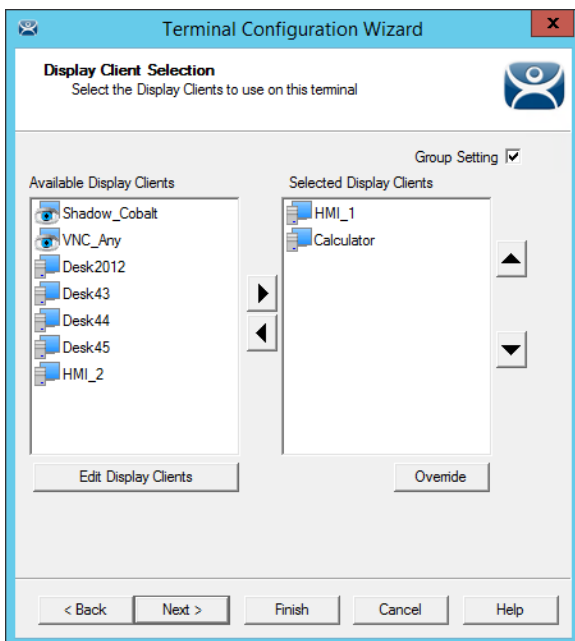 Terminal Configuration Wizard
x
Display Client Selection
Select the Display Clients to use on this terminal
Group Setting
Available Display Clients
Shadow_Cobalt
VNC_Any
Desk2012
Desk43
Desk44
Desk45
HMI_2
Edit Display Clients
Selected Display Clients
HMI_1
Calculator
Override
< Back
Next >
Finish
Cancel
Help